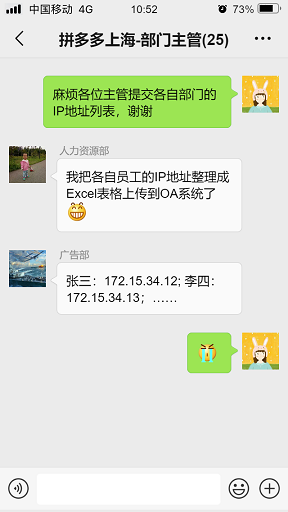 中国移动 4G 10:52 73%
拼多多上海-部门主管(25)
麻烦各位主管提交各自部门的
IP地址列表，谢谢
人力资源部
我把各自员工的IP地址整理成
Excel表格上传到OA系统了
广告部
张三：172.15.34.12; 李四：
172.15.34.13；……